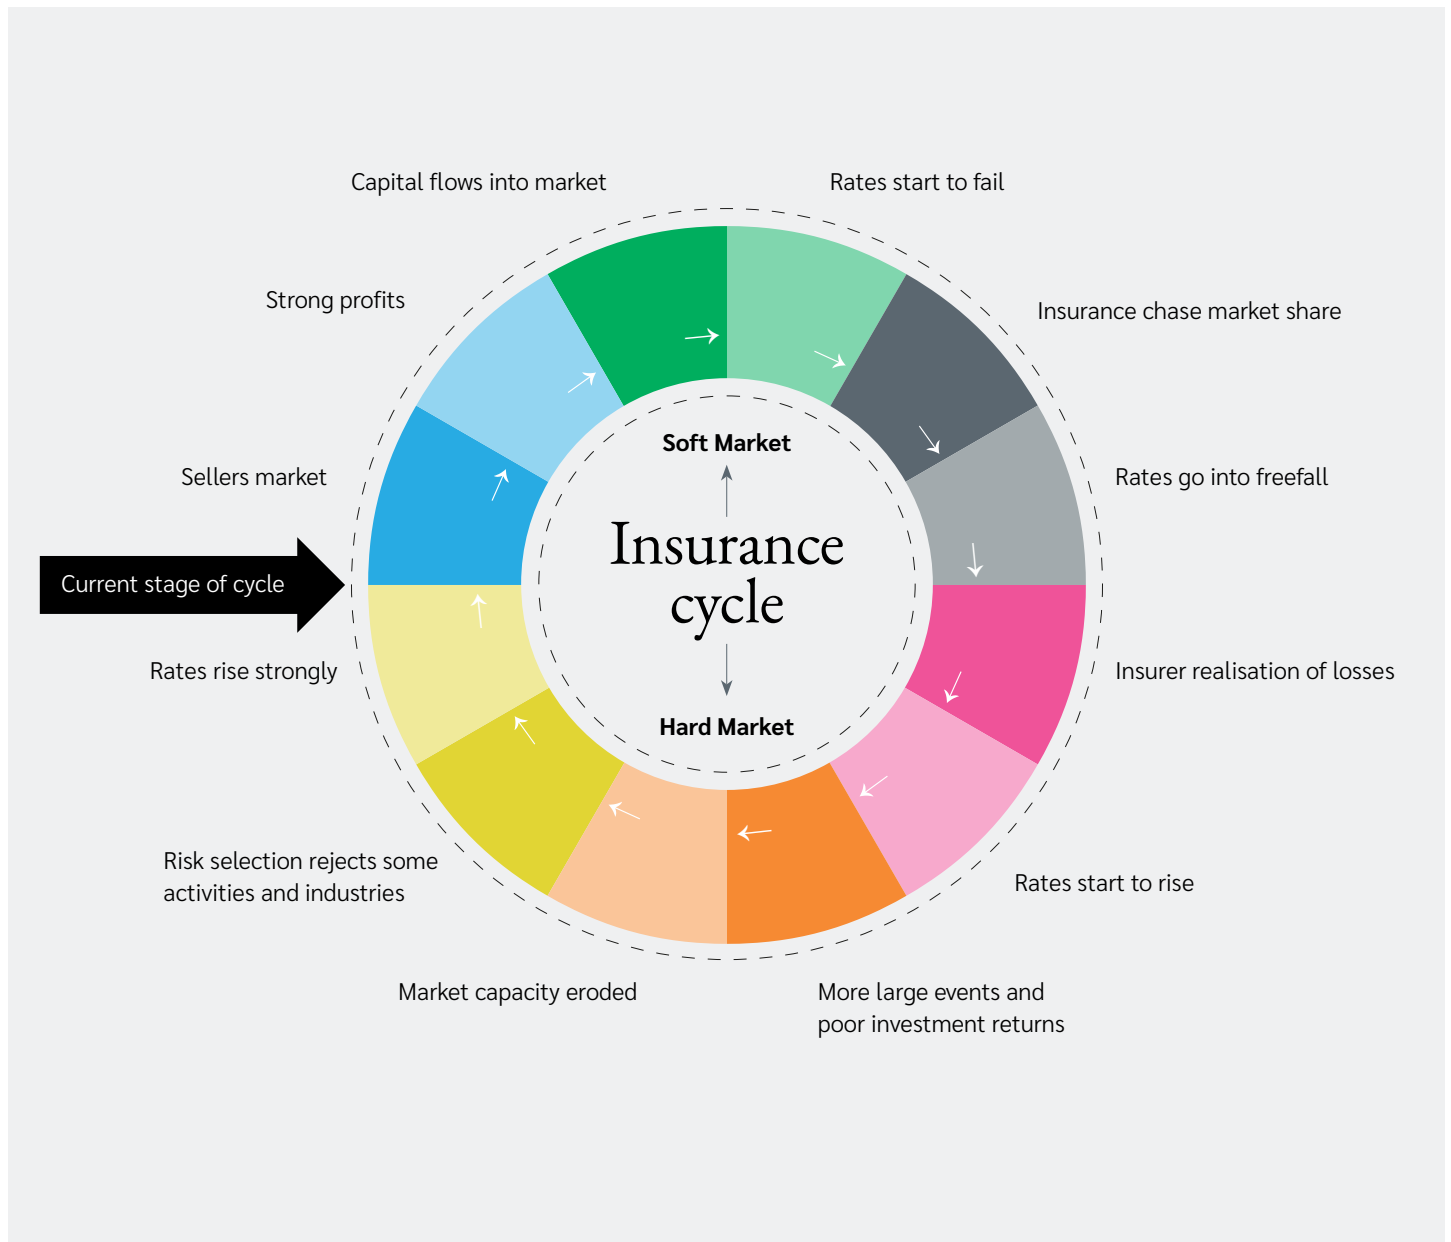 Capital flows into market
Rates start to fail
Strong profits
Insurance chase market share
Soft Market
Sellers market
Rates go into freefall
Insurance
cycle
Current stage of cycle
Rates rise strongly
Insurer realisation of losses
Hard Market
Risk selection rejects some
activities and industries
Rates start to rise
Market capacity eroded
More large events and
poor investment returns